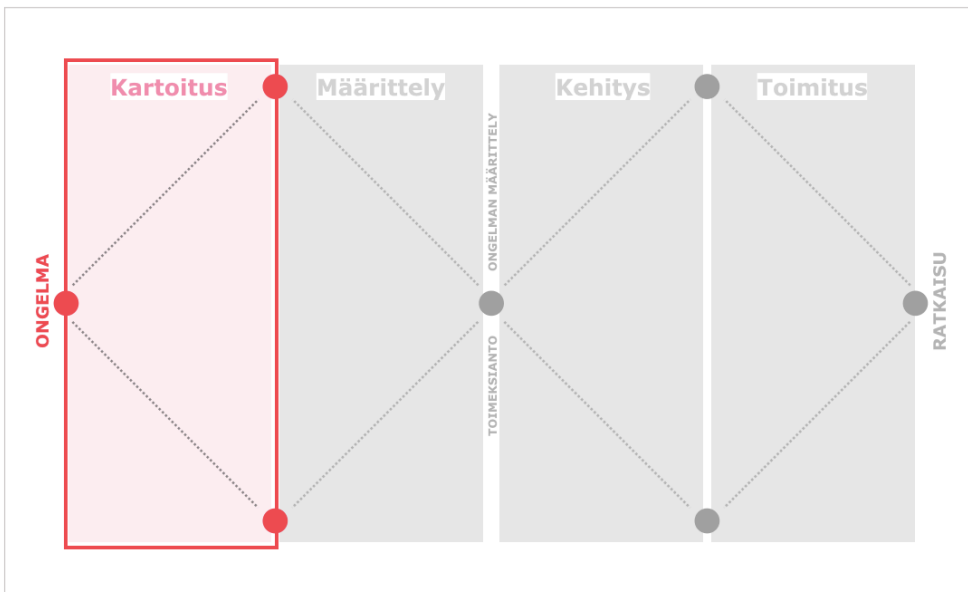 Kartoitus
Määrittely
Kehitys
Toimitus
ONGELMA
ONGELMAN MÄÄRITTELY
TOIMEKSIANTO
RATKAISU